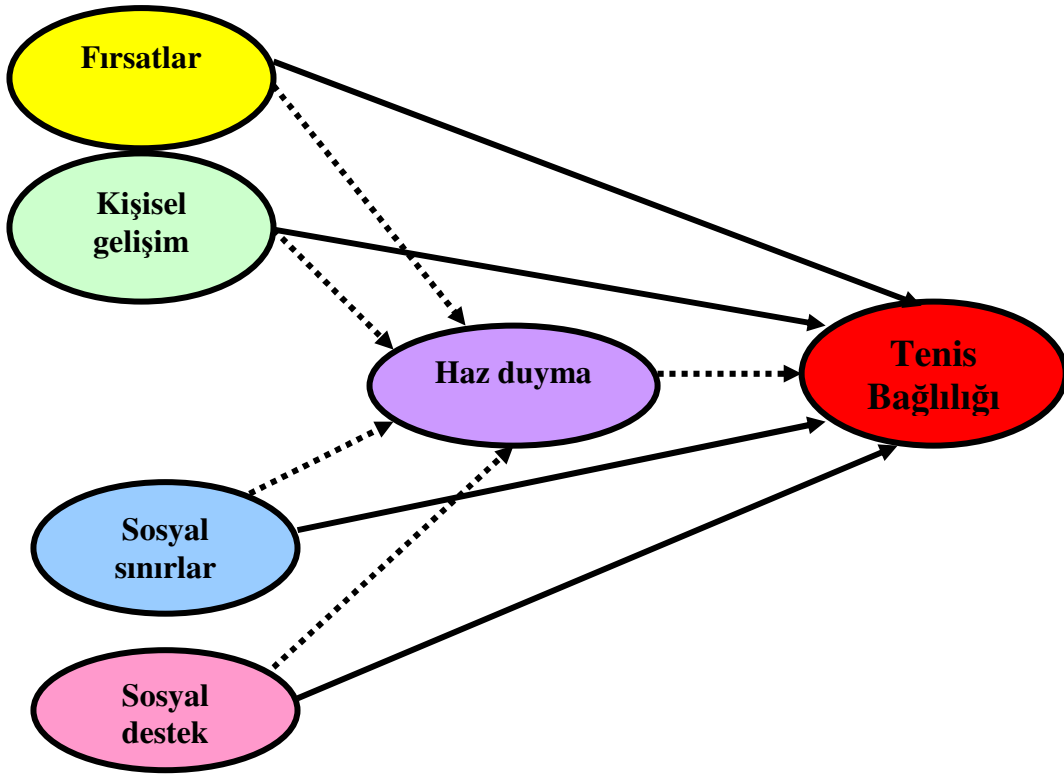 Fırsatlar
Kişisel
gelişim
Haz duyma
Tenis
Bağlılığı
Sosyal
sınırlar
Sosyal
destek